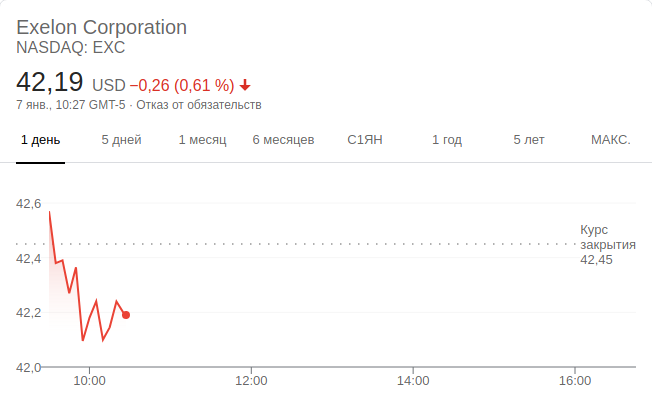 Exelon Corporation
NASDAQ: EXC
42,19 USD −0,26 (0,61 %)
7 янв., 10:27 GMT-5 · Отказ от обязательств
1 день 5 дней 1 месяц 6 месяцев С1ЯН 1 год 5 лет МАКС.
42,6
Курс
закрытия
42,45
42,4
42,2
42,0
10:00 12:00 14:00 16:00